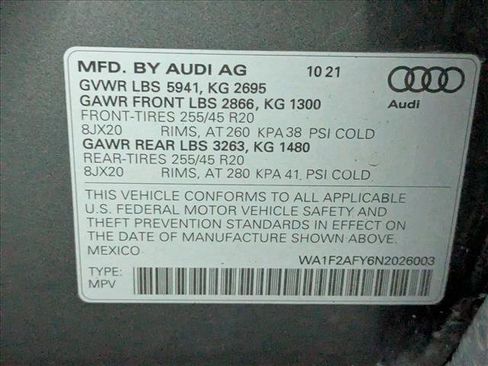 MFD. BY AUDI AG 10 21
GVWR LBS 5941, KG 2695
GAWR FRONT LBS 2866, KG 1300
FRONT-TIRES 255/45 R20
8JX20 RIMS, AT 260 KPA 38 PSI COLD
GAWR REAR LBS 3263, KG 1480
REAR-TIRES 255/45 R20
8JX20 RIMS, AT 280 KPA 41, PSI COLD
Audi
THIS VEHICLE CONFORMS TO ALL APPLICABLE
U.S. FEDERAL MOTOR VEHICLE SAFETY AND
THEFT PREVENTION STANDARDS IN EFFECT ON
THE DATE OF MANUFACTURE SHOWN ABOVE.
MEXICO
WA1F2AFY6N2026003
TYPE:
MPV